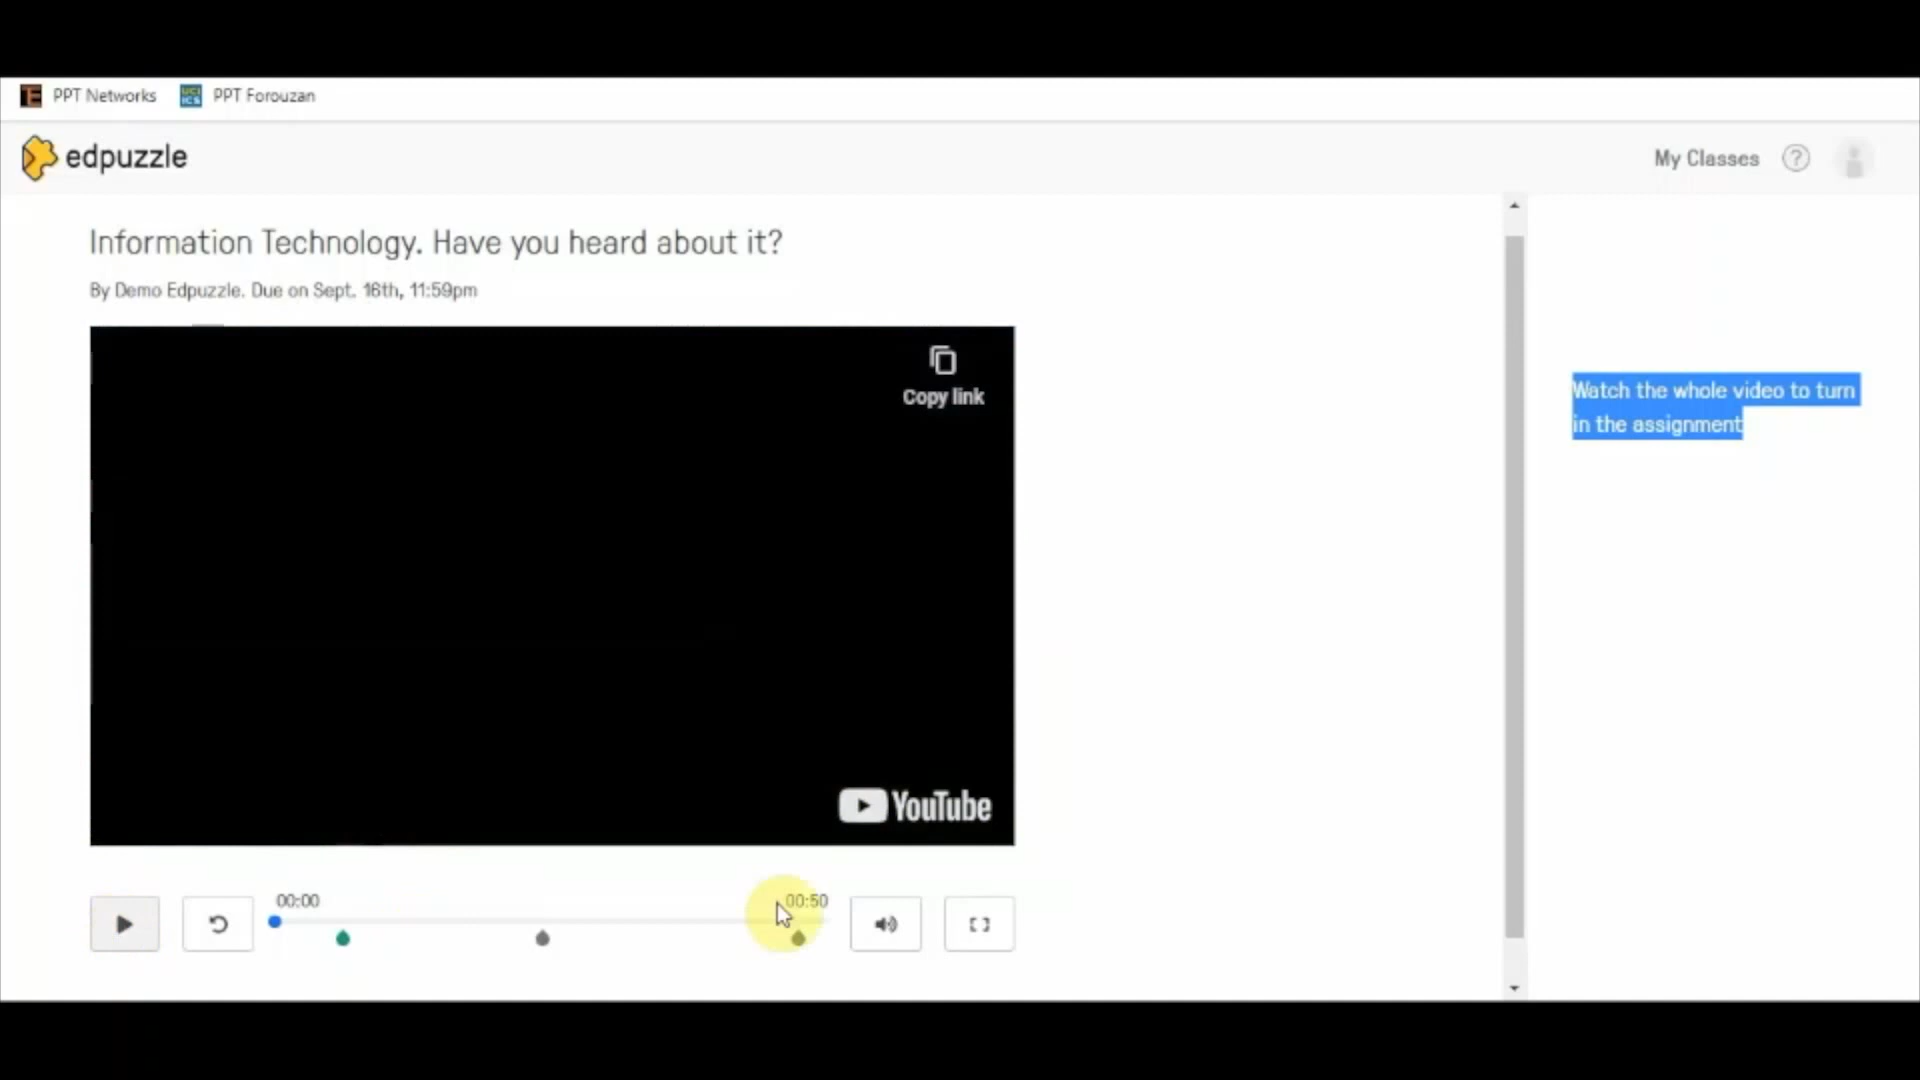 PPT Networks
UCI ICS
PPT Forouzan
edpuzzle
My Classes
?
Information Technology. Have you heard about it?
By Demo Edpuzzle. Due on Sept. 16th, 11:59pm
Copy link
Watch the whole video to turn
in the assignment
YouTube
00:00
00:50